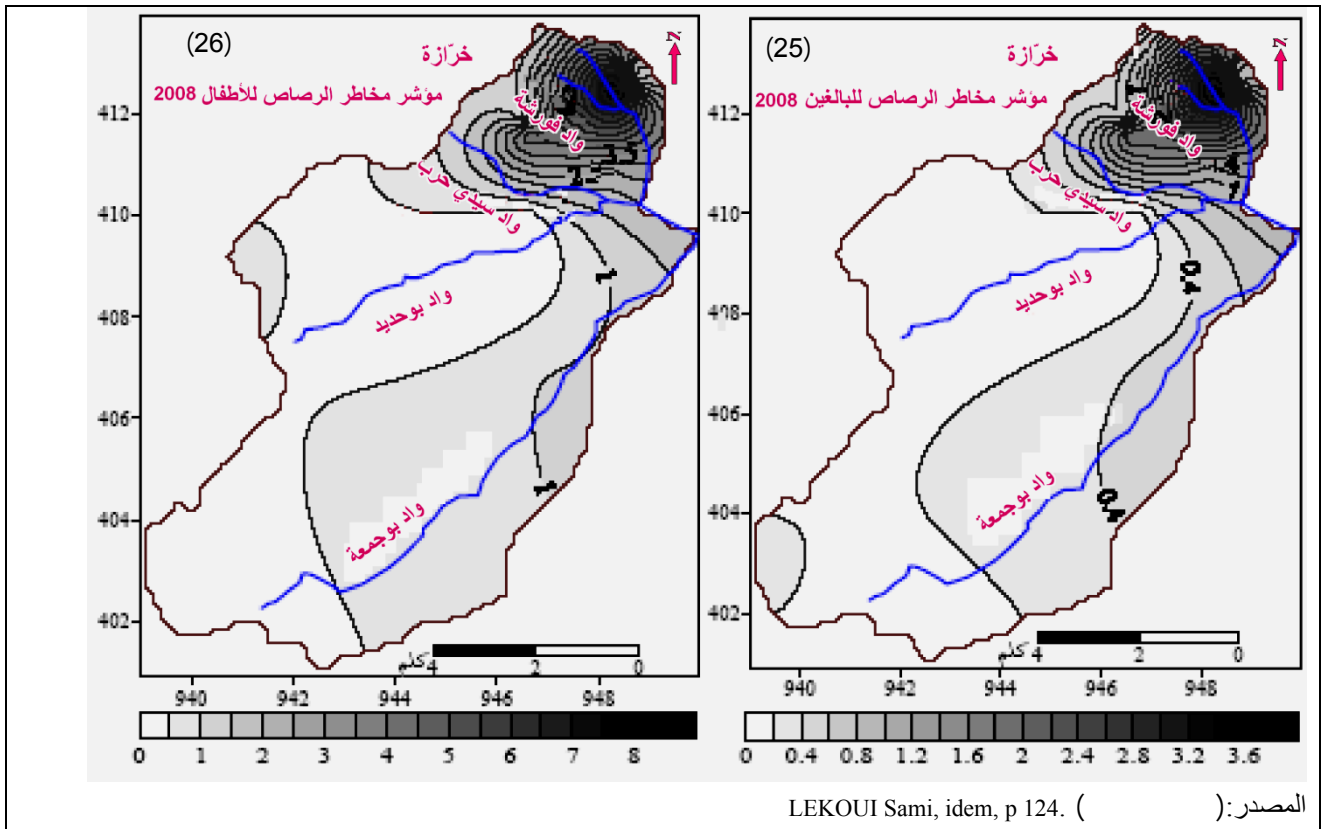 (26)
خرّازة
مؤشر مخاطر الرصاص للأطفال 2008
N
واد فورشة
واد سيدي حرب
واد بوحديد
واد بوجمعة
3.5
2
1
1
412
410
408
406
404
402
940 942 944 946 948
4 2 0
كلم
0 1 2 3 4 5 6 7 8
(25)
خرّازة
مؤشر مخاطر الرصاص للبالغين 2008
N
واد فورشة
واد سيدي حرب
واد بوحديد
واد بوجمعة
0.4
0.4
412
410
408
406
404
402
940 942 944 946 948
4 2 0
كلم
0 0.4 0.8 1.2 1.6 2 2.4 2.8 3.2 3.6
المصدر:( ) LEKOUI Sami, idem, p 124.